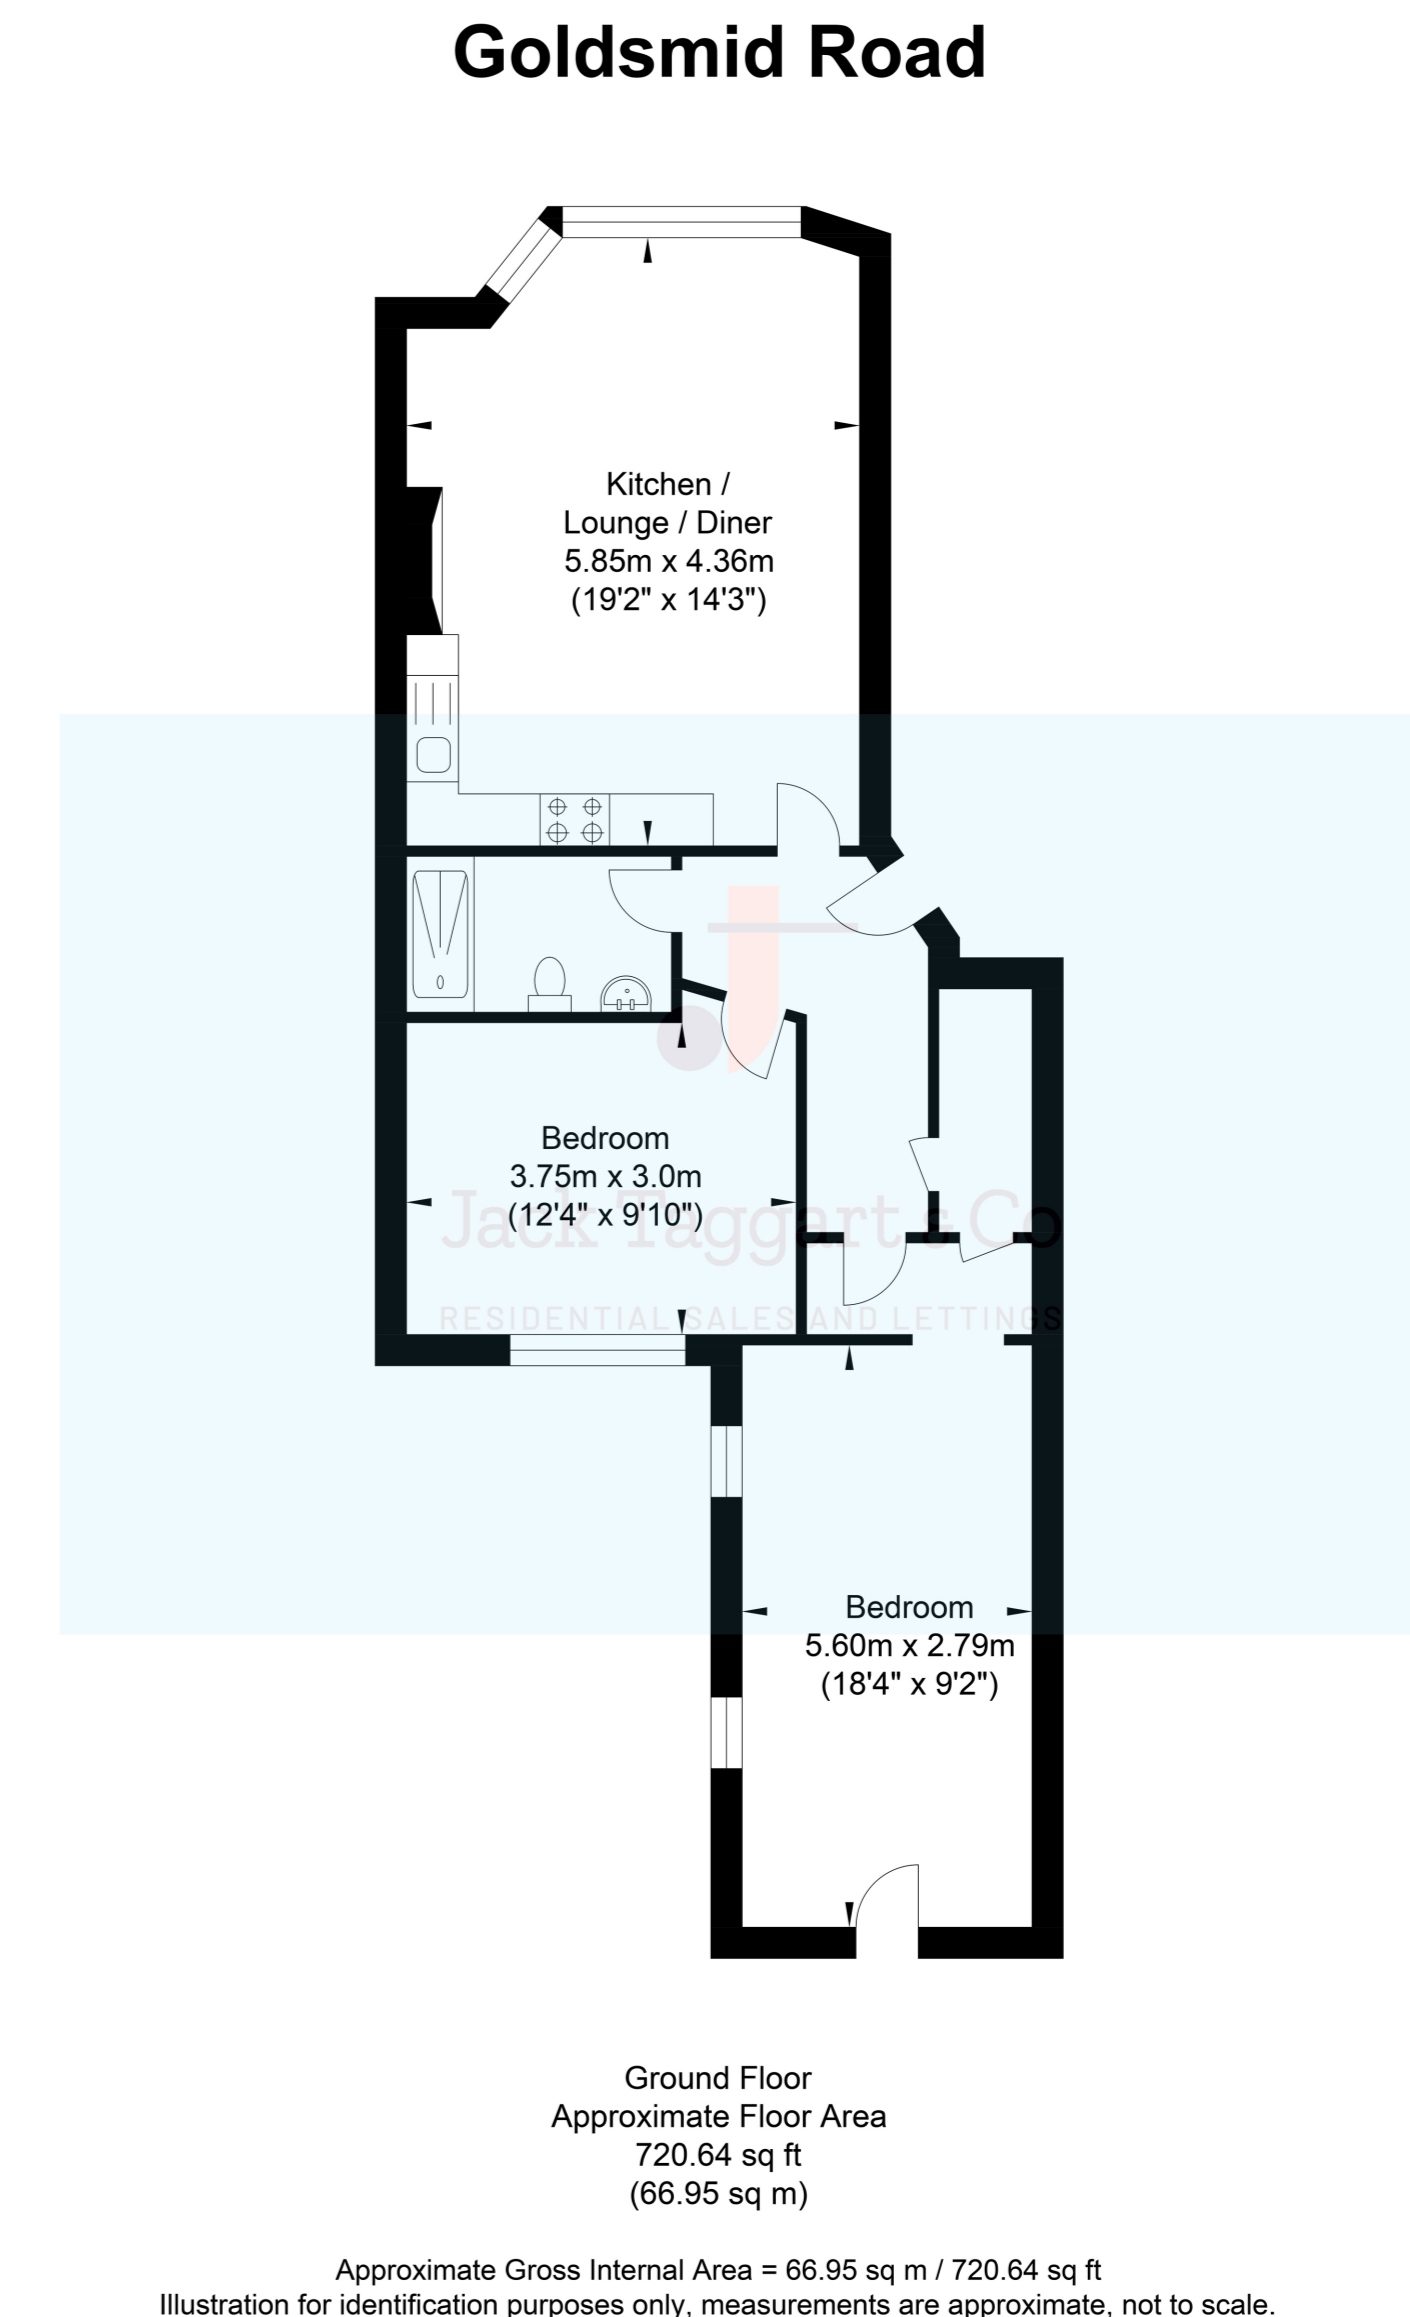 Goldsmid Road
Kitchen /
Lounge / Diner
5.85m x 4.36m
(19'2" x 14'3")
Bedroom
3.75m x 3.0m
(12'4" x 9'10")
Jack Taggart & Co
RESIDENTIAL SALES AND LETTINGS
Bedroom
5.60m x 2.79m
(18'4" x 9'2")
Ground Floor
Approximate Floor Area
720.64 sq ft
(66.95 sq m)
Approximate Gross Internal Area = 66.95 sq m / 720.64 sq ft
Illustration for identification purposes only, measurements are approximate, not to scale.